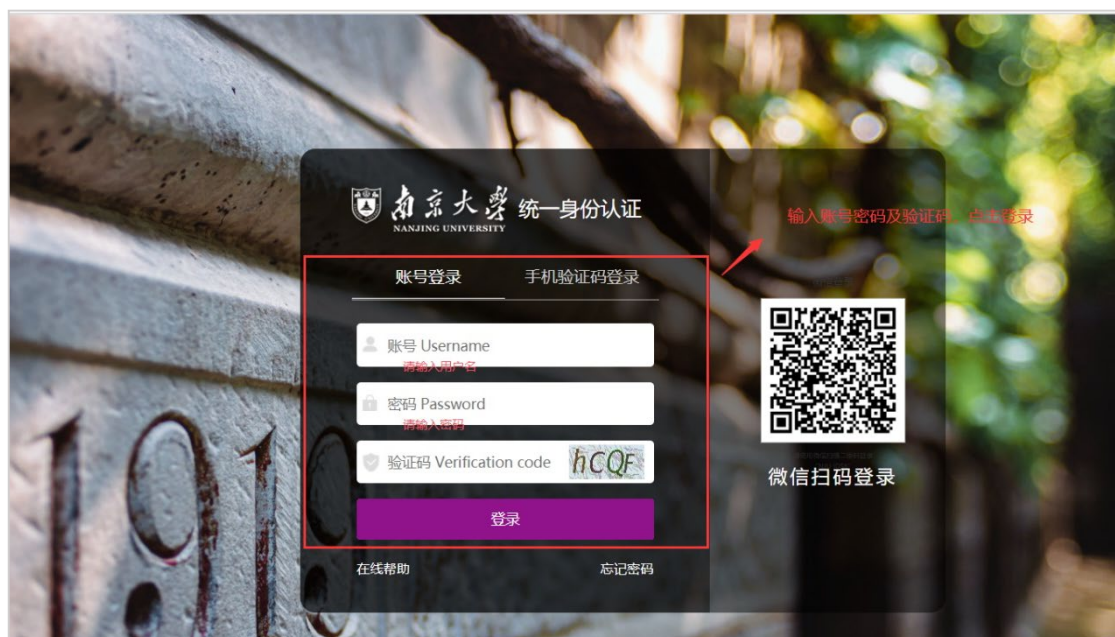 南京大学
NANJING UNIVERSITY
统一身份认证
输入账号密码及验证码，点击登录
账号登录
手机验证码登录
账号 Username
请输入用户名
密码 Password
请输入密码
验证码 Verification code
hCQF
登录
微信扫码登录
在线帮助
忘记密码
1919